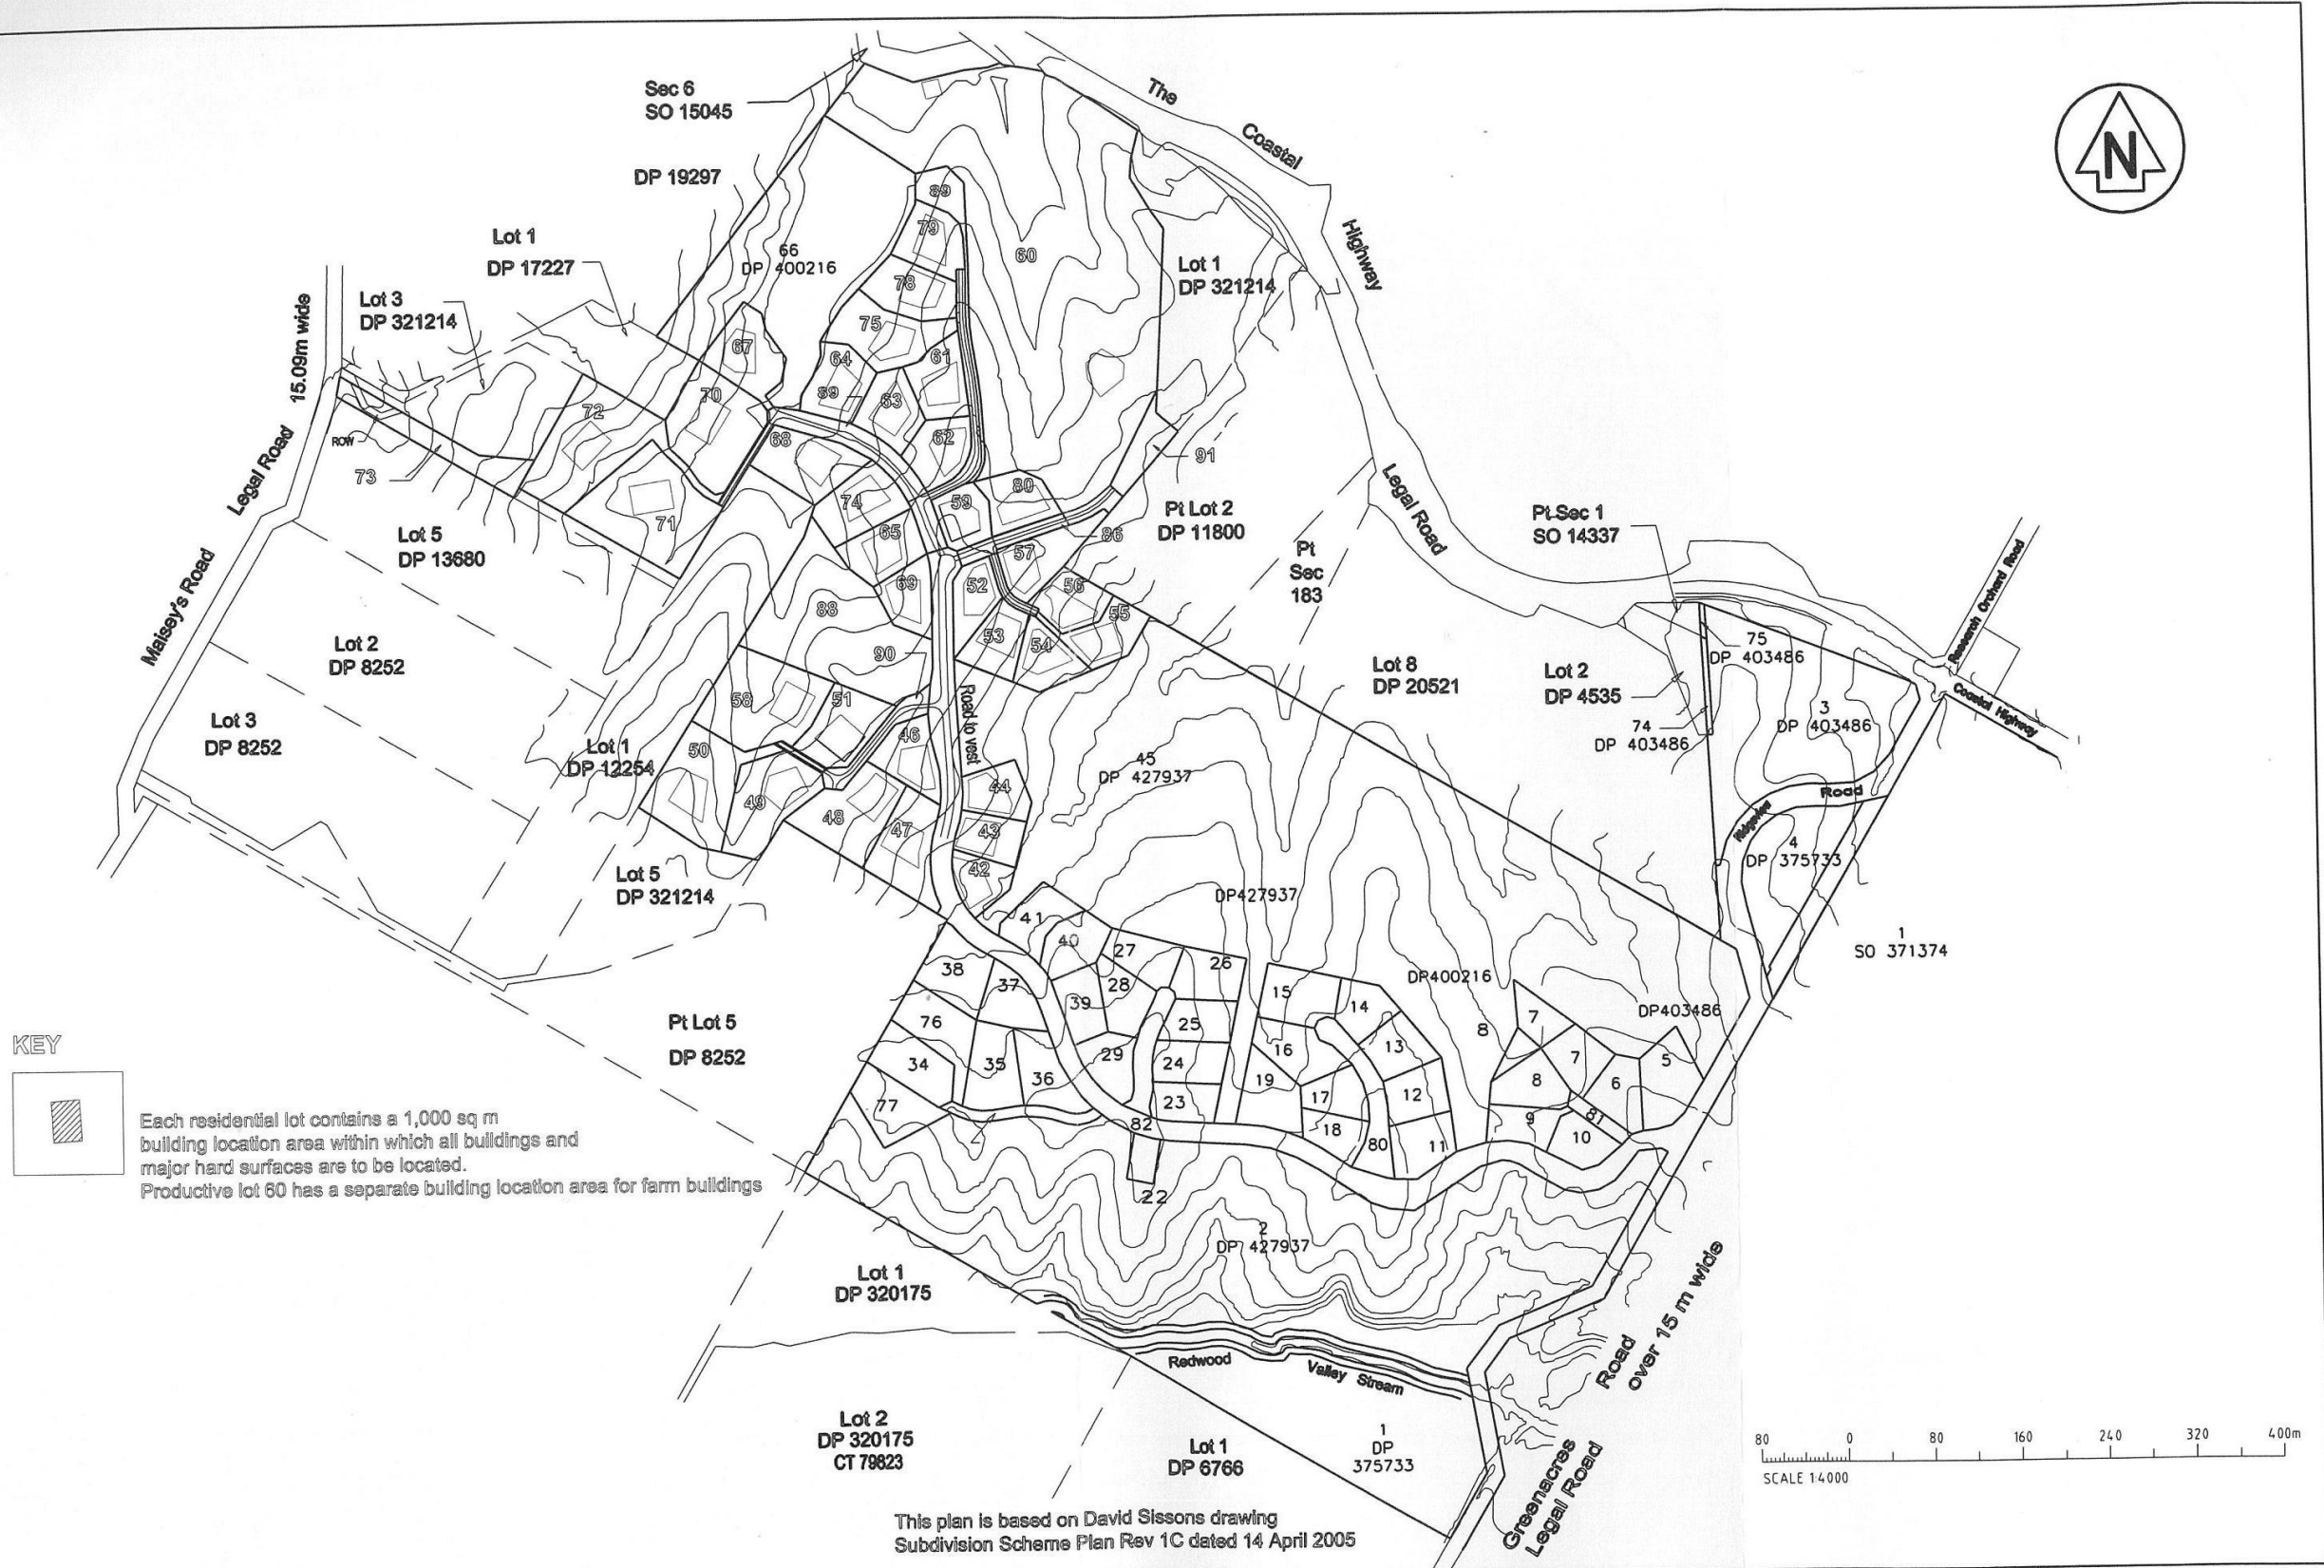 The
Coastal
Highway
N
Sec 6
SO 15045
DP 19297
Lot 1
DP 17227
Lot 3
DP 321214
15.09m wide
Legal Road
Maisey's Road
ROW
73
72
71
70
67
66
DP 400216
68
89
79
78
75
64
69
63
61
62
60
Lot 1
DP 321214
91
80
59
86
74
65
69
57
52
56
55
53
54
88
90
Road to vest
58
51
50
49
46
48
47
44
43
42
Pt Lot 2
DP 11800
Pt
Sec
183
Legal Road
Pt Sec 1
SO 14337
Research Orchard Road
Coastal Highway
75
DP 403486
Lot 2
DP 4535
74
DP 403486
3
DP 403486
Ridgeview
Road
4
DP 375733
1
SO 371374
Lot 8
DP 20521
45
DP 427937
DP427937
DP400216
DP403486
Lot 5
DP 13680
Lot 2
DP 8252
Lot 3
DP 8252
Lot 1
DP 12254
Lot 5
DP 321214
Pt Lot 5
DP 8252
41
40
27
26
38
37
39
28
25
76
34
35
36
29
24
77
23
82
22
15
14
16
13
19
17
12
18
80
11
8
7
7
8
6
5
9
81
10
2
DP 427937
KEY
Each residential lot contains a 1,000 sq m
building location area within which all buildings and
major hard surfaces are to be located.
Productive lot 60 has a separate building location area for farm buildings
Lot 1
DP 320175
Redwood
Valley Stream
Lot 2
DP 320175
CT 79823
Lot 1
DP 6766
1
DP
375733
Road
over 15 m wide
Greenacres
Legal Road
80 0 80 160 240 320 400m
SCALE 1:4000
This plan is based on David Sissons drawing
Subdivision Scheme Plan Rev 1C dated 14 April 2005